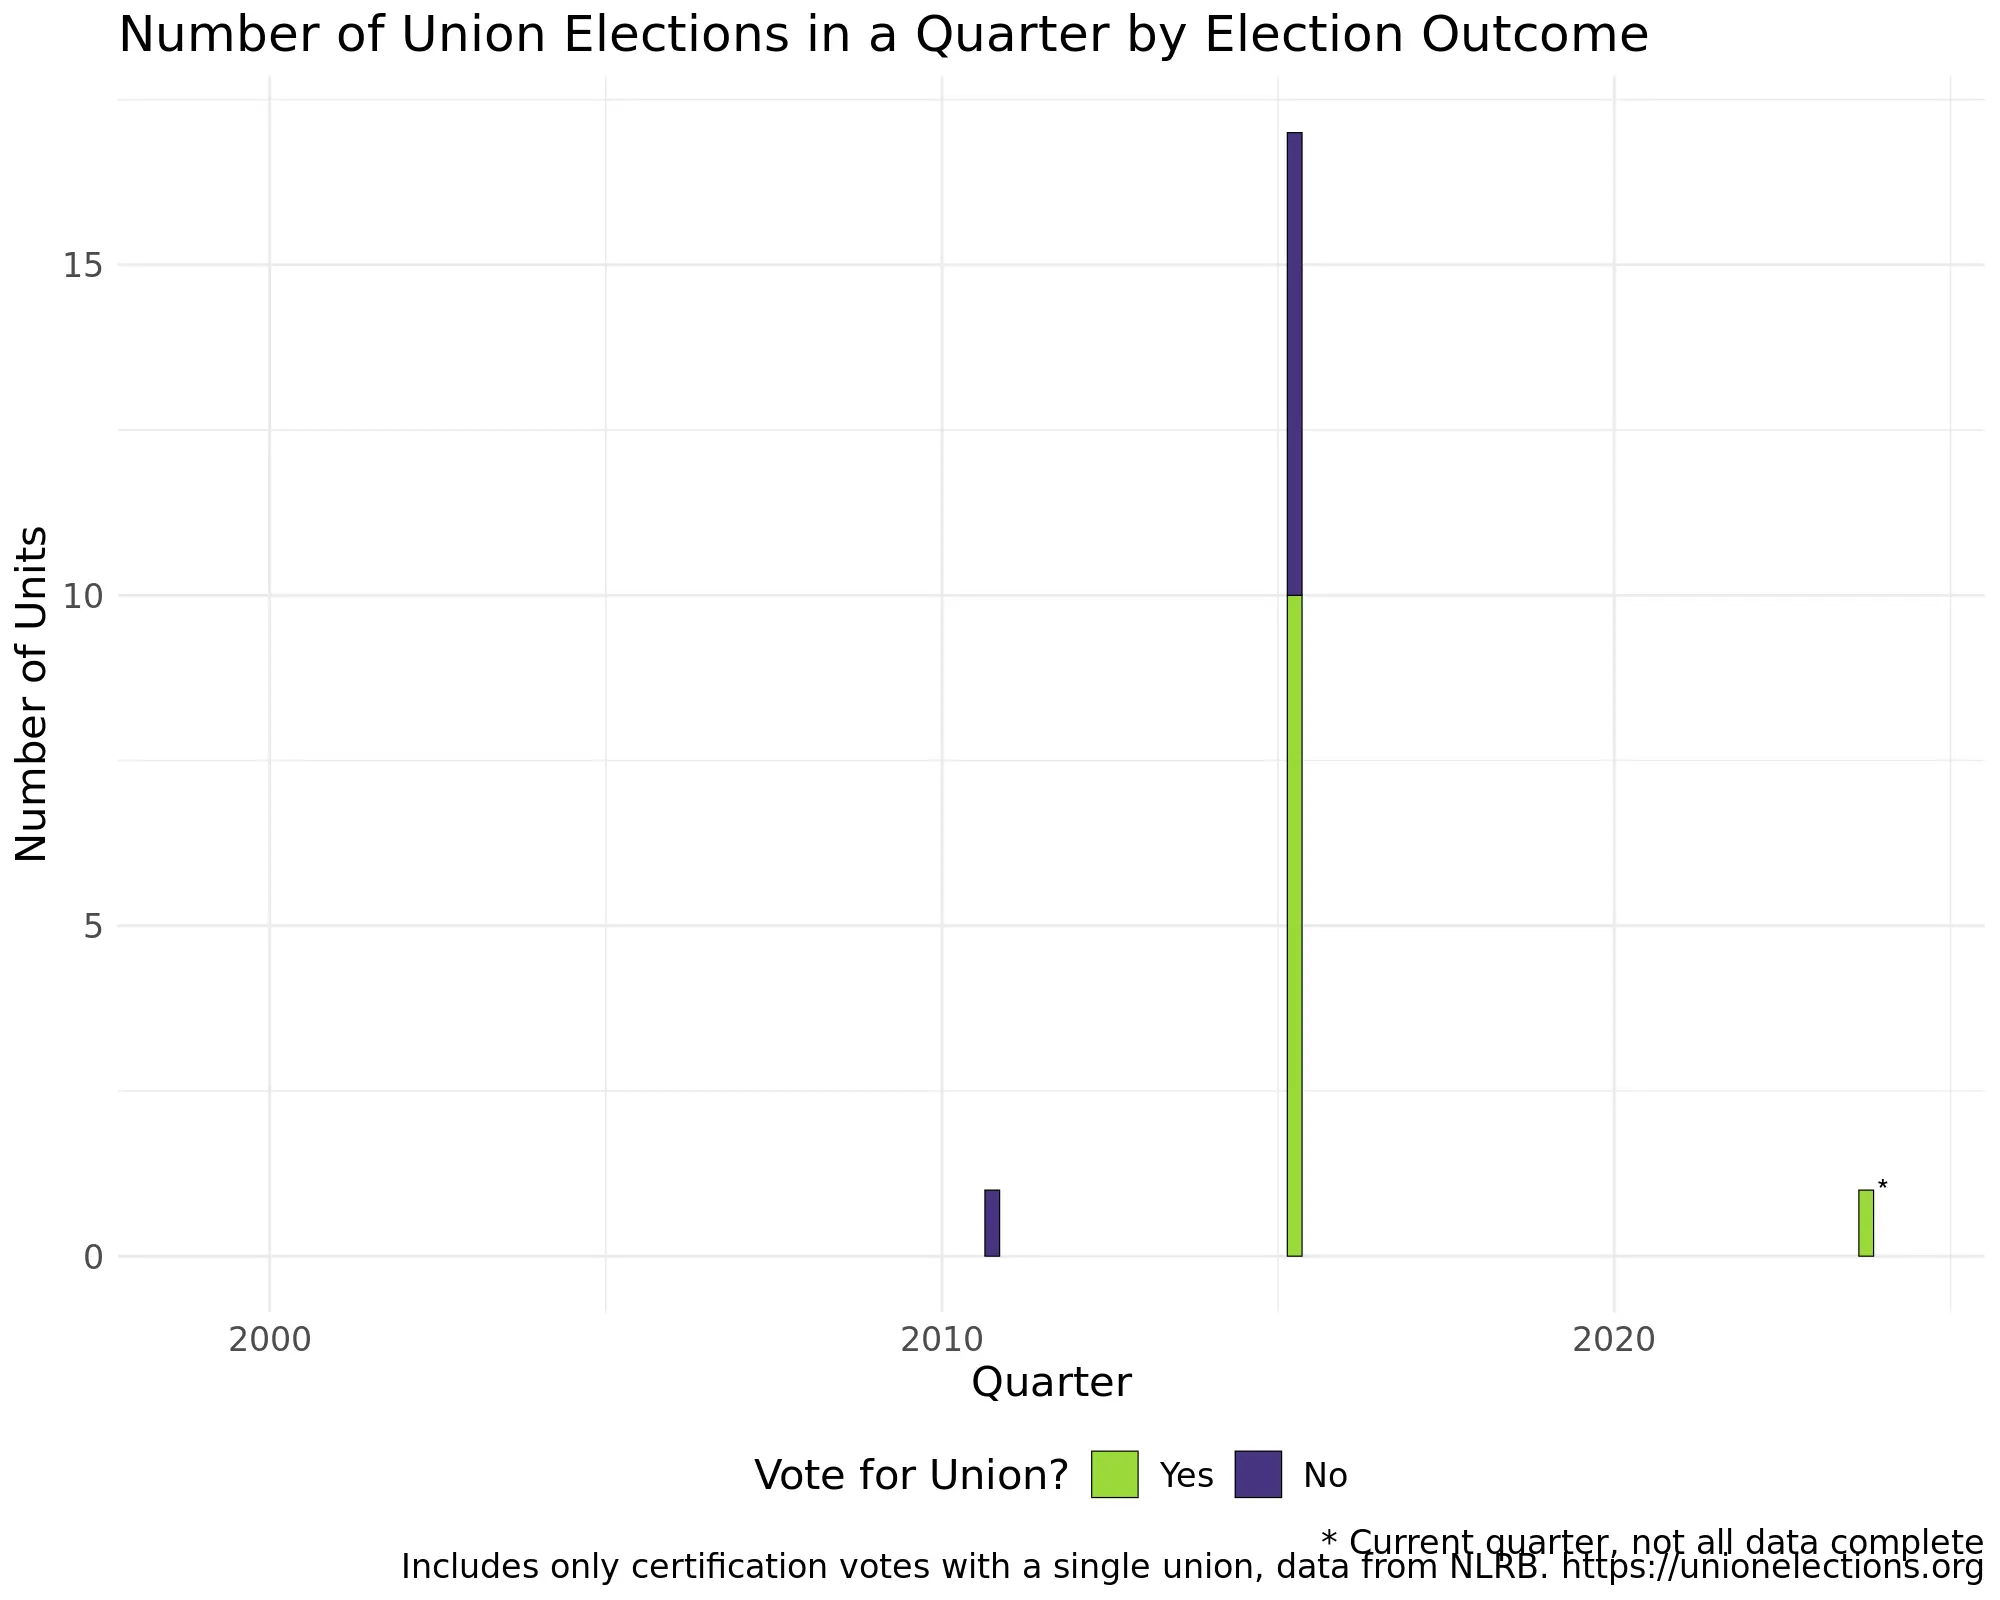 Number of Union Elections in a Quarter by Election Outcome
Number of Units
15
10
5
0
*
2000 2010 2020
Quarter
Vote for Union? Yes No
* Current quarter, not all data complete
Includes only certification votes with a single union, data from NLRB. https://unionelections.org